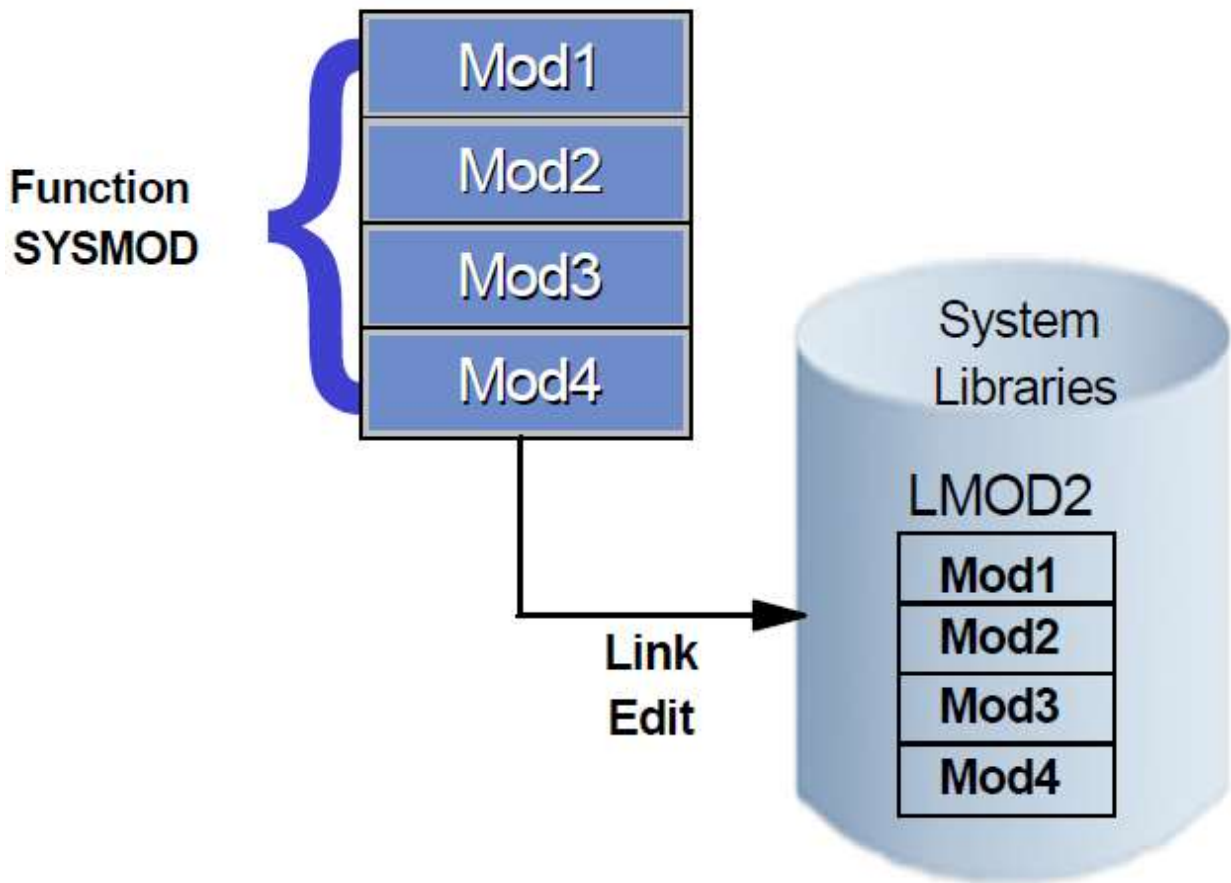 Mod1
Mod2
Mod3
Mod4
Function
SYSMOD
Link
Edit
System
Libraries
LMOD2
Mod1
Mod2
Mod3
Mod4